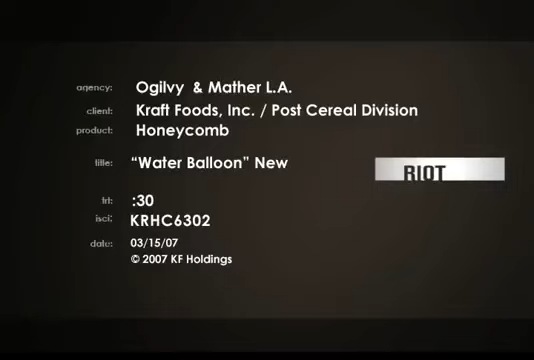 agency: Ogilvy & Mather L.A.
client: Kraft Foods, Inc. / Post Cereal Division
product: Honeycomb
title: “Water Balloon” New
RIOT
trt: :30
isci: KRHC6302
date: 03/15/07
© 2007 KF Holdings